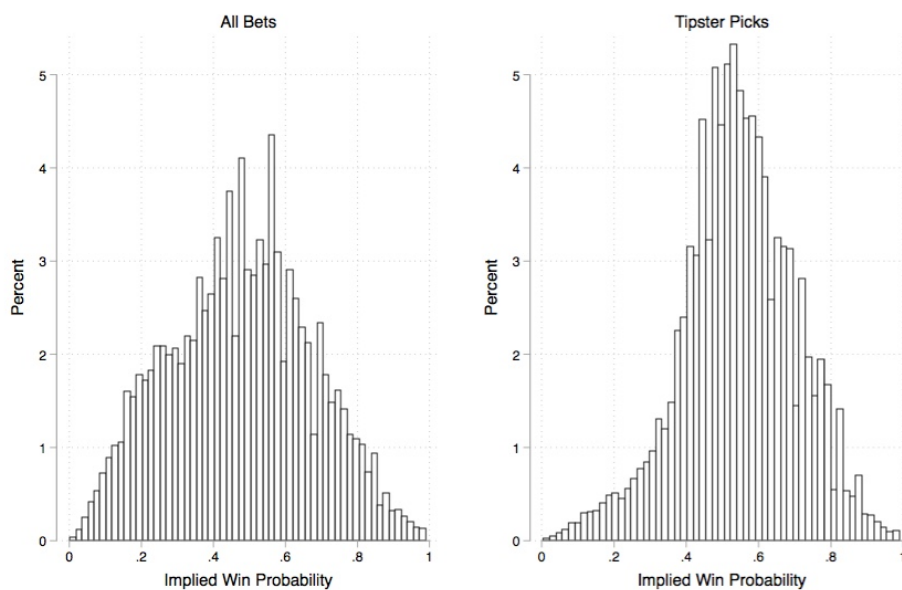 All Bets
5
4
3
2
1
0
Percent
0 .2 .4 .6 .8 1
Implied Win Probability
Tipster Picks
5
4
3
2
1
0
Percent
0 .2 .4 .6 .8 1
Implied Win Probability